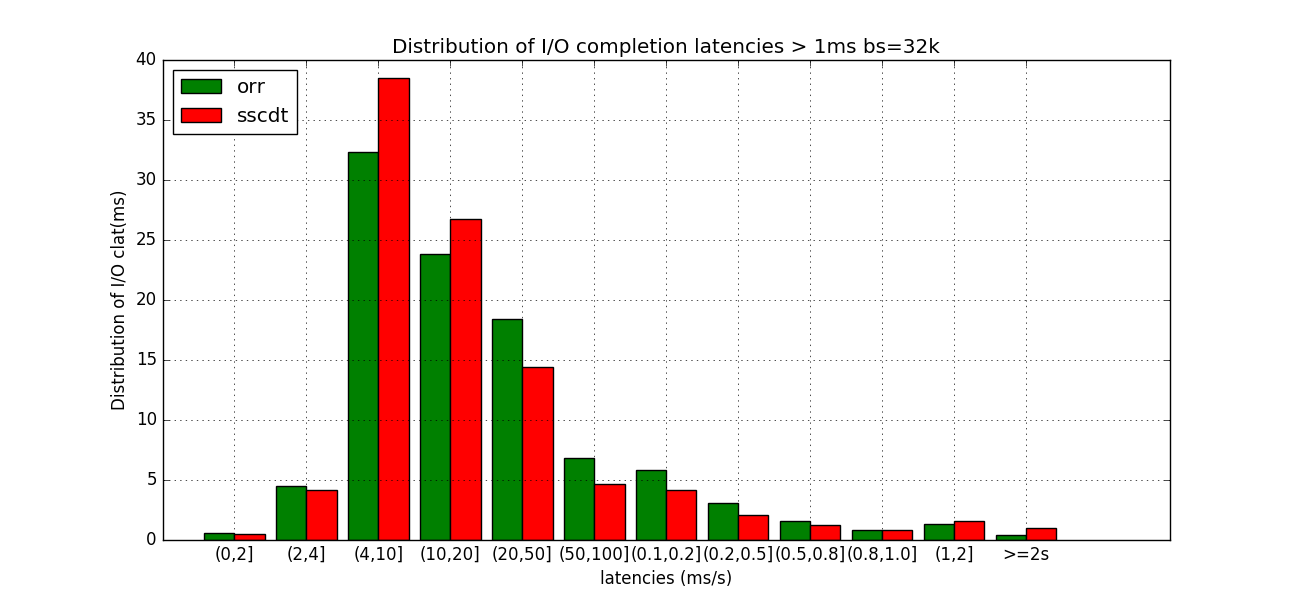 Distribution of I/O completion latencies > 1ms bs=32k
orr
sscdt
Distribution of I/O clat(ms)
40
35
30
25
20
15
10
5
0
(0,2] (2,4] (4,10] (10,20] (20,50] (50,100] (0.1,0.2] (0.2,0.5] (0.5,0.8] (0.8,1.0] (1,2] >=2s
latencies (ms/s)